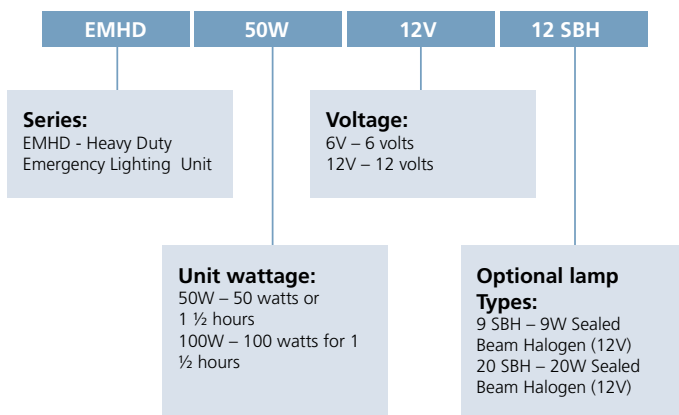 EMHD 50W 12V 12 SBH
Series:
EMHD - Heavy Duty
Emergency Lighting Unit
Voltage:
6V – 6 volts
12V – 12 volts
Unit wattage:
50W – 50 watts or
1 ½ hours
100W – 100 watts for 1
½ hours
Optional lamp
Types:
9 SBH – 9W Sealed
Beam Halogen (12V)
20 SBH – 20W Sealed
Beam Halogen (12V)